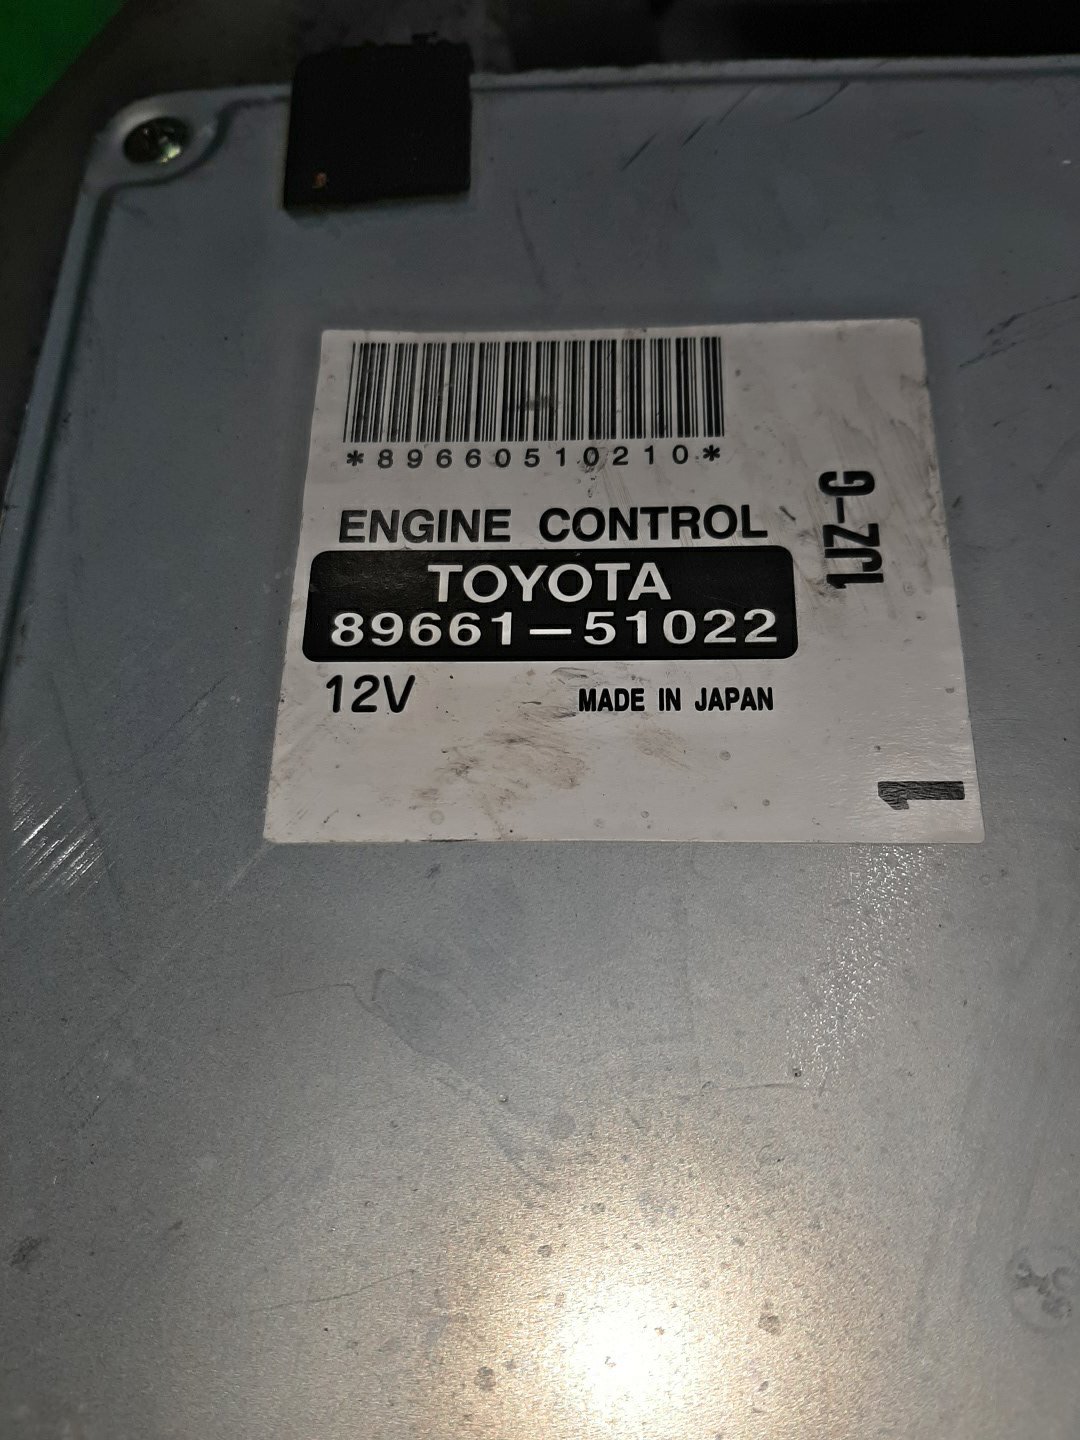 *89660510210*
ENGINE CONTROL
TOYOTA
89661-51022
12V MADE IN JAPAN
1JZ-G
1